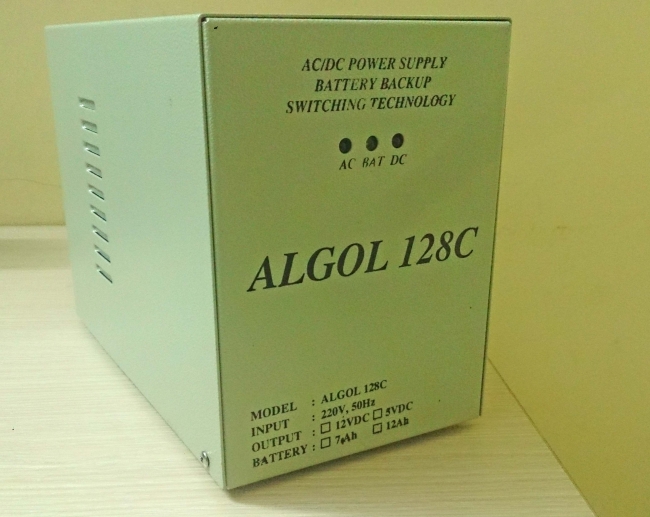 AC/DC POWER SUPPLY
BATTERY BACKUP
SWITCHING TECHNOLOGY
AC BAT DC
ALGOL 128C
MODEL : ALGOL 128C
INPUT : 220V, 50Hz
OUTPUT : ☐ 12VDC ☐ 5VDC
BATTERY : ☐ 7Ah ☐ 12Ah